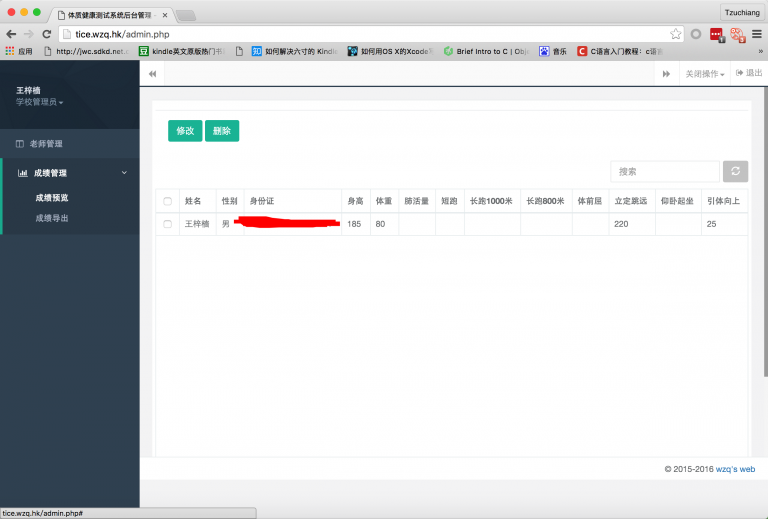 体质健康测试系统后台管理 -
Tzuchiang
tice.wzq.hk/admin.php
应用
http://jwc.sdkd.net.c
kindle英文原版热门书
如何解决六寸的 Kindle
如何用OS X的Xcode写
Brief Intro to C | Obje
音乐
C语言入门教程：c语言
»
王梓樯
学校管理员
关闭操作
退出
老师管理
成绩管理
成绩预览
成绩导出
修改
删除
搜索
姓名 性别 身份证 身高 体重 肺活量 短跑 长跑1000米 长跑800米 体前屈 立定跳远 仰卧起坐 引体向上
王梓樯 男 185 80 220 25
© 2015-2016 wzq's web
tice.wzq.hk/admin.php#